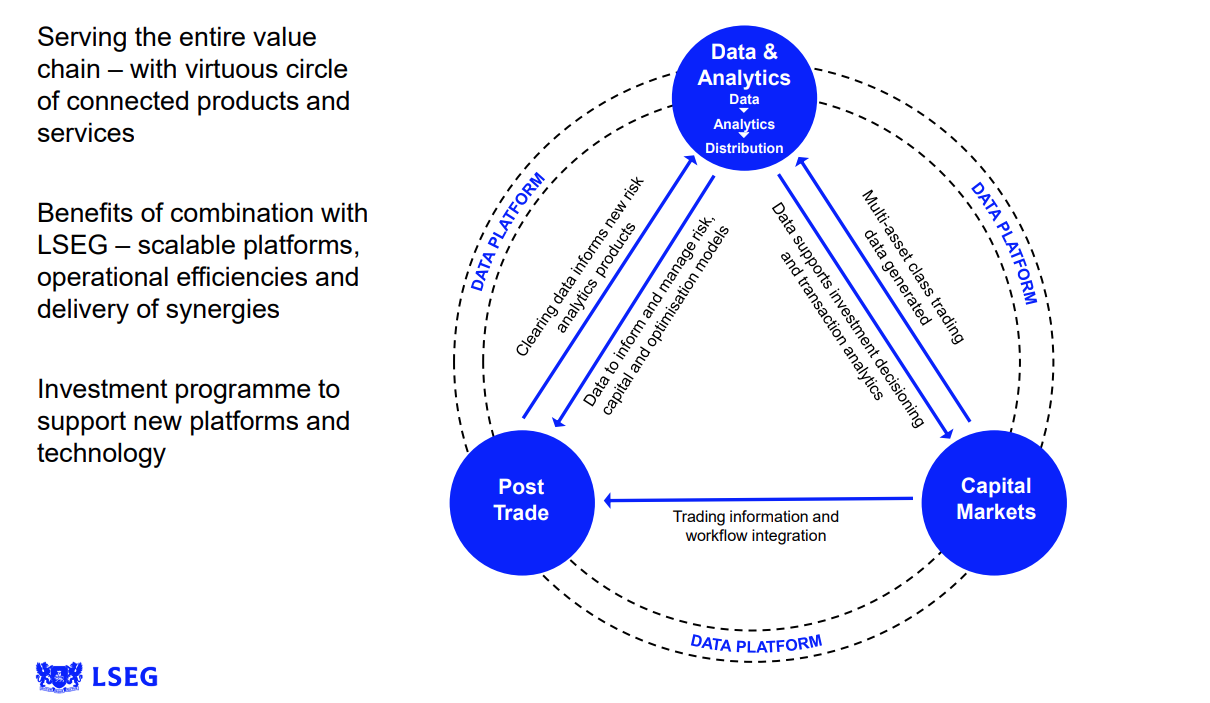 Serving the entire value
chain – with virtuous circle
of connected products and
services
Benefits of combination with
LSEG – scalable platforms,
operational efficiencies and
delivery of synergies
Investment programme to
support new platforms and
technology
Data &
Analytics
Data
Analytics
Distribution
DATA PLATFORM
DATA PLATFORM
Clearing data informs new risk
analytics products
Data to inform and manage risk,
capital and optimisation models
Data supports investment decisioning
and transaction analytics
Multi-asset class trading
data generated
Post
Trade
Capital
Markets
Trading information and
workflow integration
DATA PLATFORM
LSEG